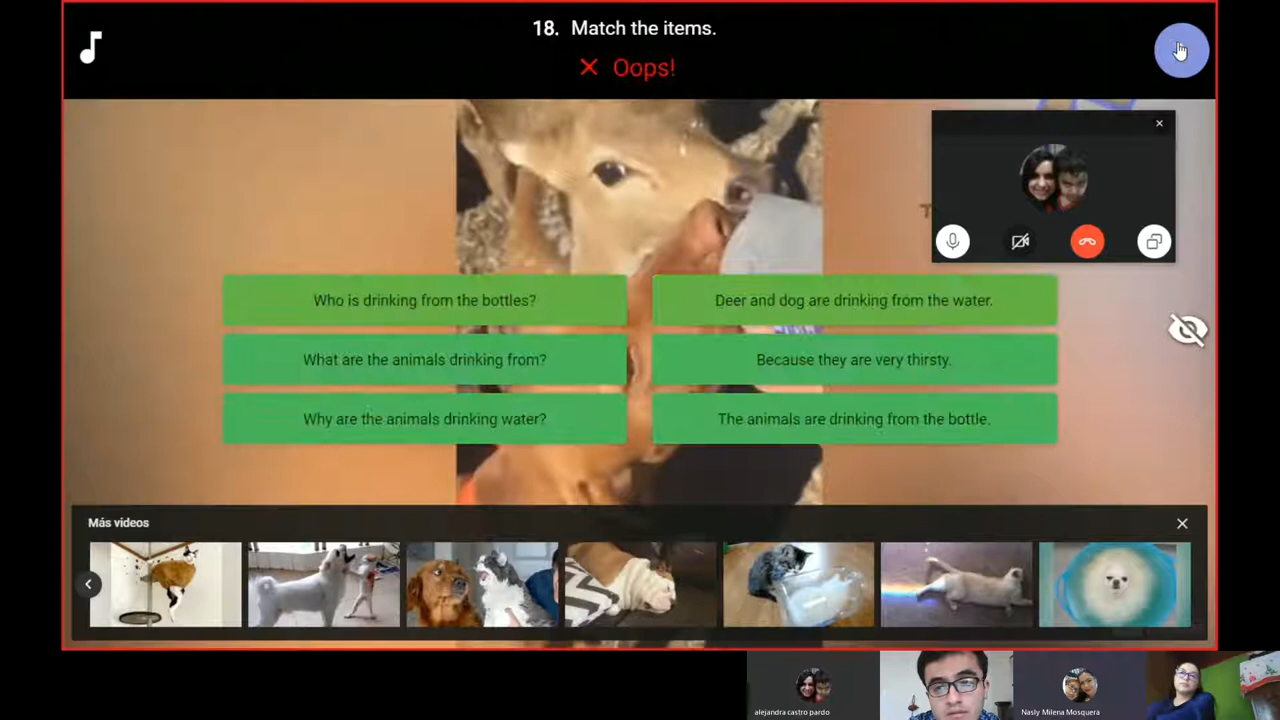 18. Match the items.
Oops!
Who is drinking from the bottles?
Deer and dog are drinking from the water.
What are the animals drinking from?
Because they are very thirsty.
Why are the animals drinking water?
The animals are drinking from the bottle.
Más videos
alejandra castro pardo
Nasly Milena Mosquera